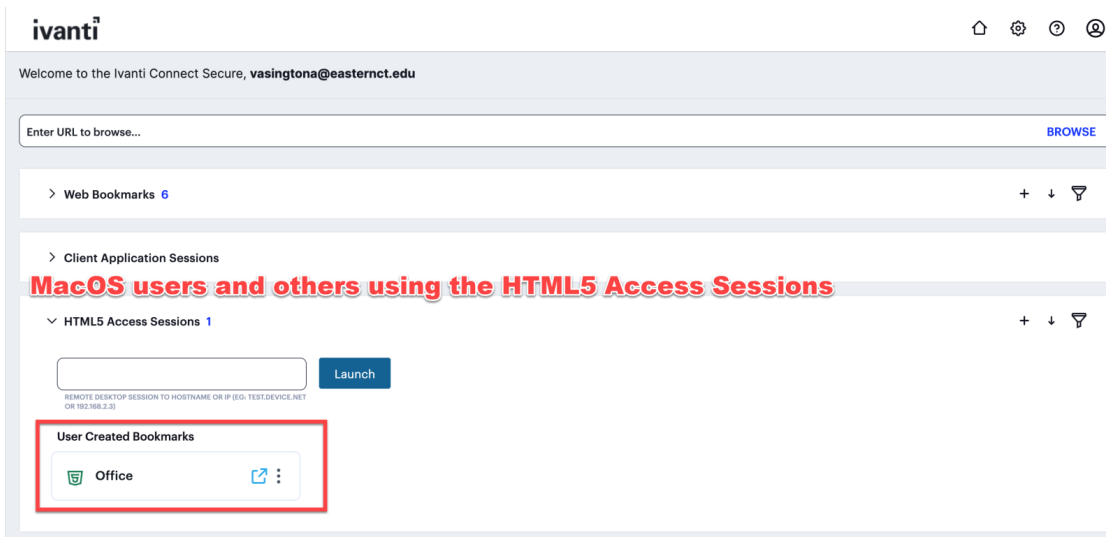 ivanti
Welcome to the Ivanti Connect Secure, vasingtona@easternct.edu
Enter URL to browse... BROWSE
Web Bookmarks 6
Client Application Sessions
MacOS users and others using the HTML5 Access Sessions
HTML5 Access Sessions 1
Launch
REMOTE DESKTOP SESSION TO HOSTNAME OR IP (EG: TEST.DEVICE.NET
OR 192.168.2.3)
User Created Bookmarks
Office